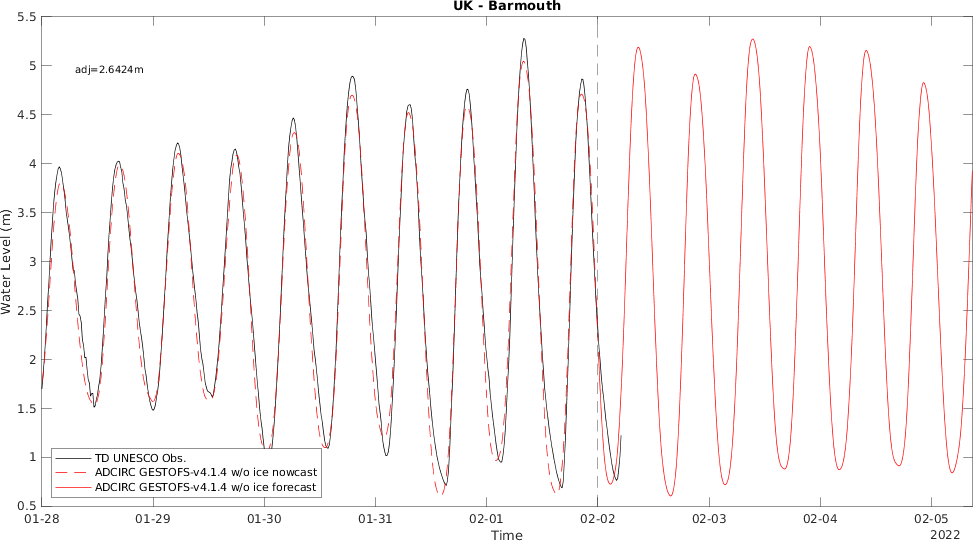 UK - Barmouth
5.5
5
4.5
4
3.5
3
2.5
2
1.5
1
0.5
Water Level (m)
adj=2.6424m
TD UNESCO Obs.
ADCIRC GESTOFS-v4.1.4 w/o ice nowcast
ADCIRC GESTOFS-v4.1.4 w/o ice forecast
01-28 01-29 01-30 01-31 02-01 02-02 02-03 02-04 02-05
Time
2022